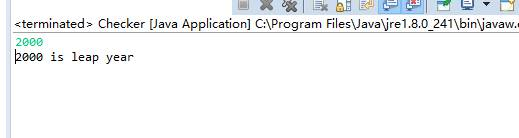 <terminated> Checker [Java Application] C:\Program Files\Java\jre1.8.0_241\bin\javaw.e
2000
2000 is leap year